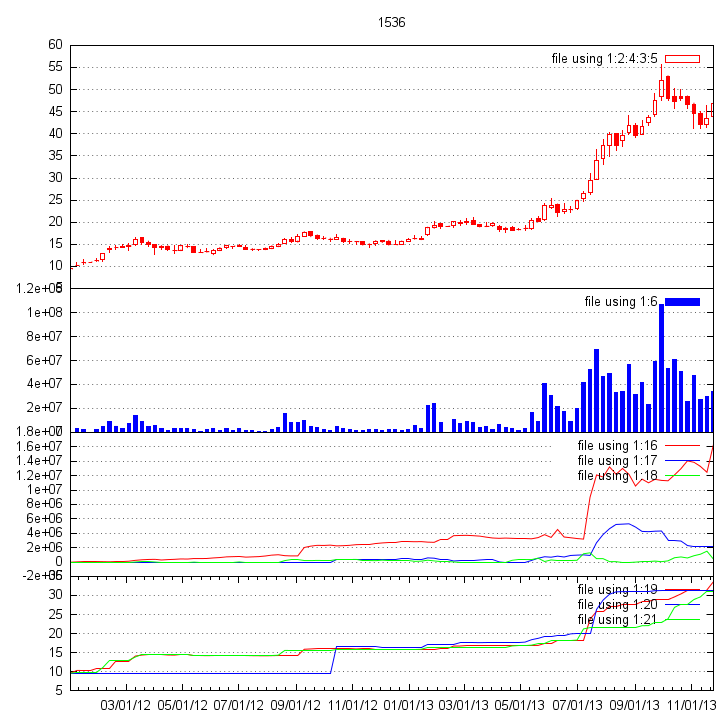 1536
60
file using 1:2:4:3:5
55
50
45
40
35
30
25
20
15
10
5
1.2e+08
file using 1:6
1e+08
8e+07
6e+07
4e+07
2e+07
0
1.8e+07
file using 1:16
1.6e+07
file using 1:17
1.4e+07
file using 1:18
1.2e+07
1e+07
8e+06
6e+06
4e+06
2e+06
0
-2e+06
35
file using 1:19
30
file using 1:20
25
file using 1:21
20
15
10
5
03/01/12 05/01/12 07/01/12 09/01/12 11/01/12 01/01/13 03/01/13 05/01/13 07/01/13 09/01/13 11/01/13